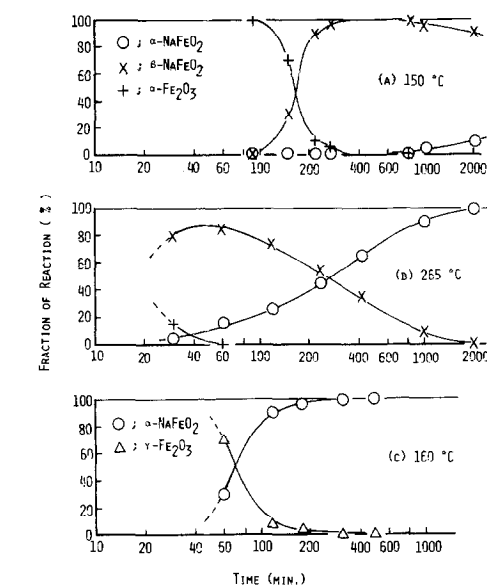 100
80
60
40
20
0
○ ; α-NaFeO2
X ; β-NaFeO2
+ ; α-Fe2O3
(A) 150 °C
10 20 40 60 100 200 400 600 1000 2000
FRACTION OF REACTION ( % )
100
80
60
40
20
0
(B) 265 °C
10 20 40 60 100 200 400 1000 2000
100
80
60
40
20
0
○ ; α-NaFeO2
△ ; γ-Fe2O3
(C) 160 °C
10 20 40 60 100 200 400 600 1000
TIME (MIN.)